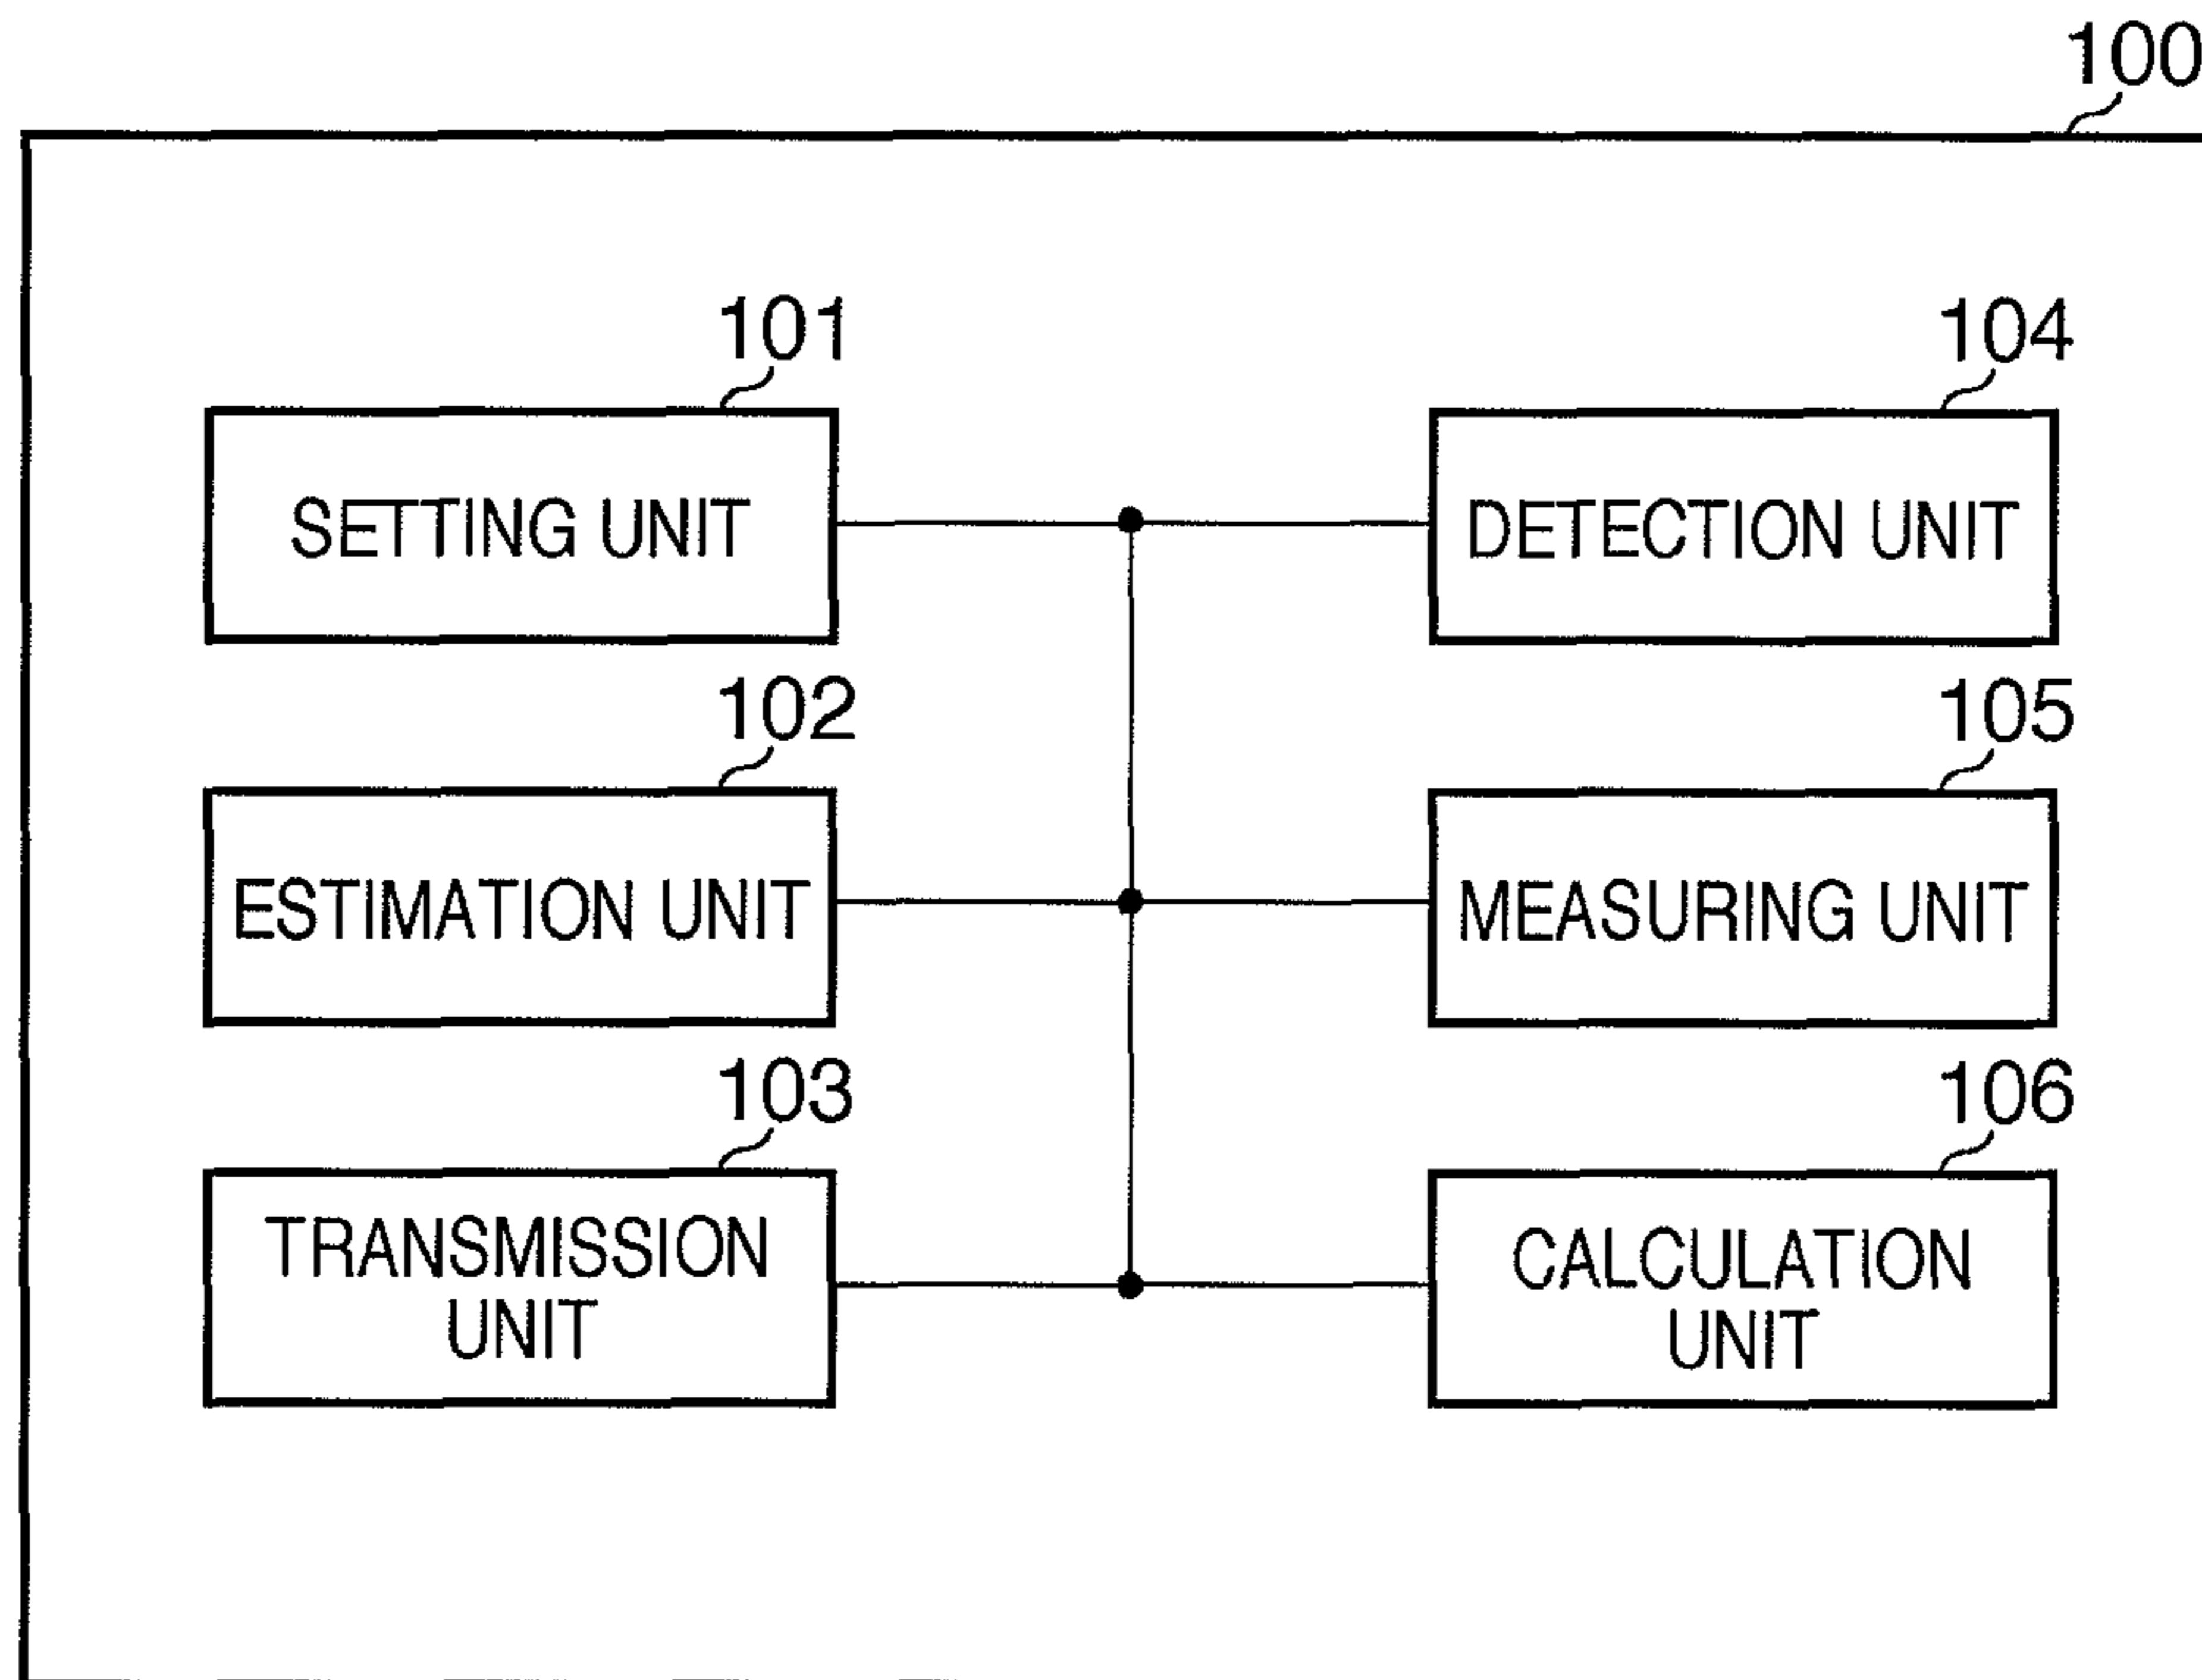 100
101
SETTING UNIT
104
DETECTION UNIT
102
ESTIMATION UNIT
105
MEASURING UNIT
103
TRANSMISSION
UNIT
106
CALCULATION
UNIT